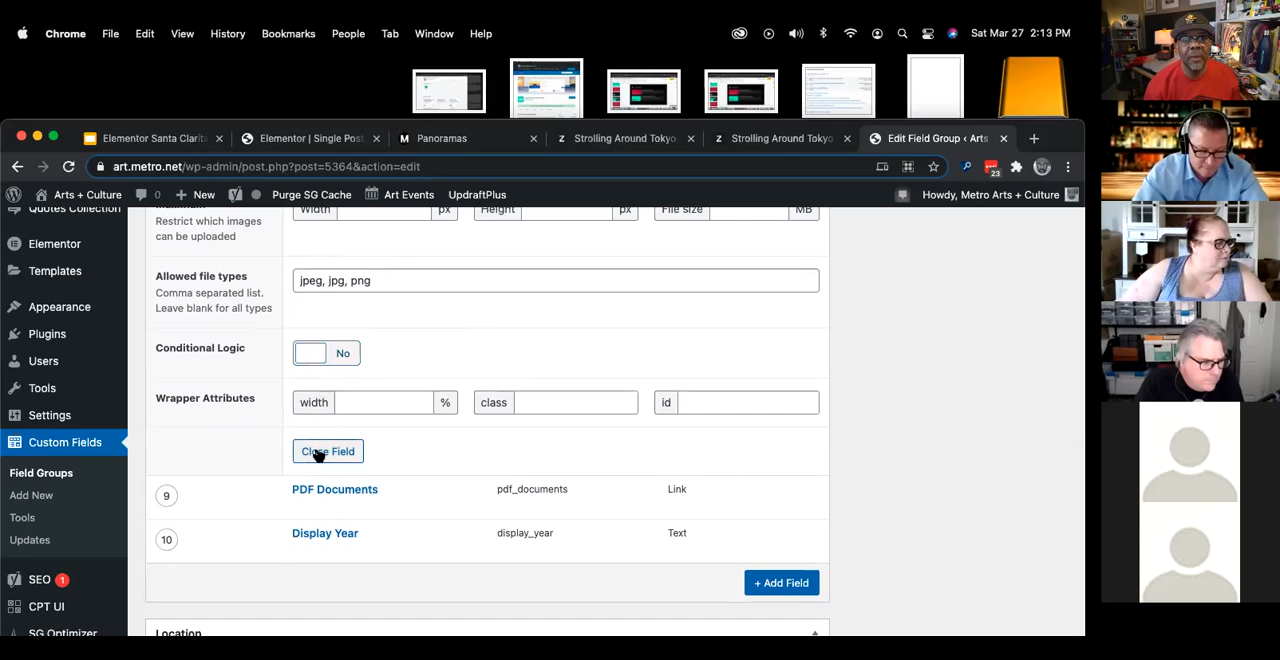 Chrome File Edit View History Bookmarks People Tab Window Help Sat Mar 27 2:13 PM
Elementor Santa Clarita Elementor | Single Post Panoramas Strolling Around Tokyo Strolling Around Tokyo Edit Field Group ‹ Arts
art.metro.net/wp-admin/post.php?post=5364&action=edit 23
Arts + Culture 0 + New Purge SG Cache Art Events UpdraftPlus Howdy, Metro Arts + Culture
Quotes Collection
Elementor
Templates
Appearance
Plugins
Users
Tools
Settings
Custom Fields
Field Groups
Add New
Tools
Updates
SEO 1
CPT UI
SG Optimizer
Width px Height px File size MB
Restrict which images
can be uploaded
Allowed file types
Comma separated list.
Leave blank for all types
jpeg, jpg, png
Conditional Logic
No
Wrapper Attributes
width % class id
Close Field
9 PDF Documents pdf_documents Link
10 Display Year display_year Text
+ Add Field
Location